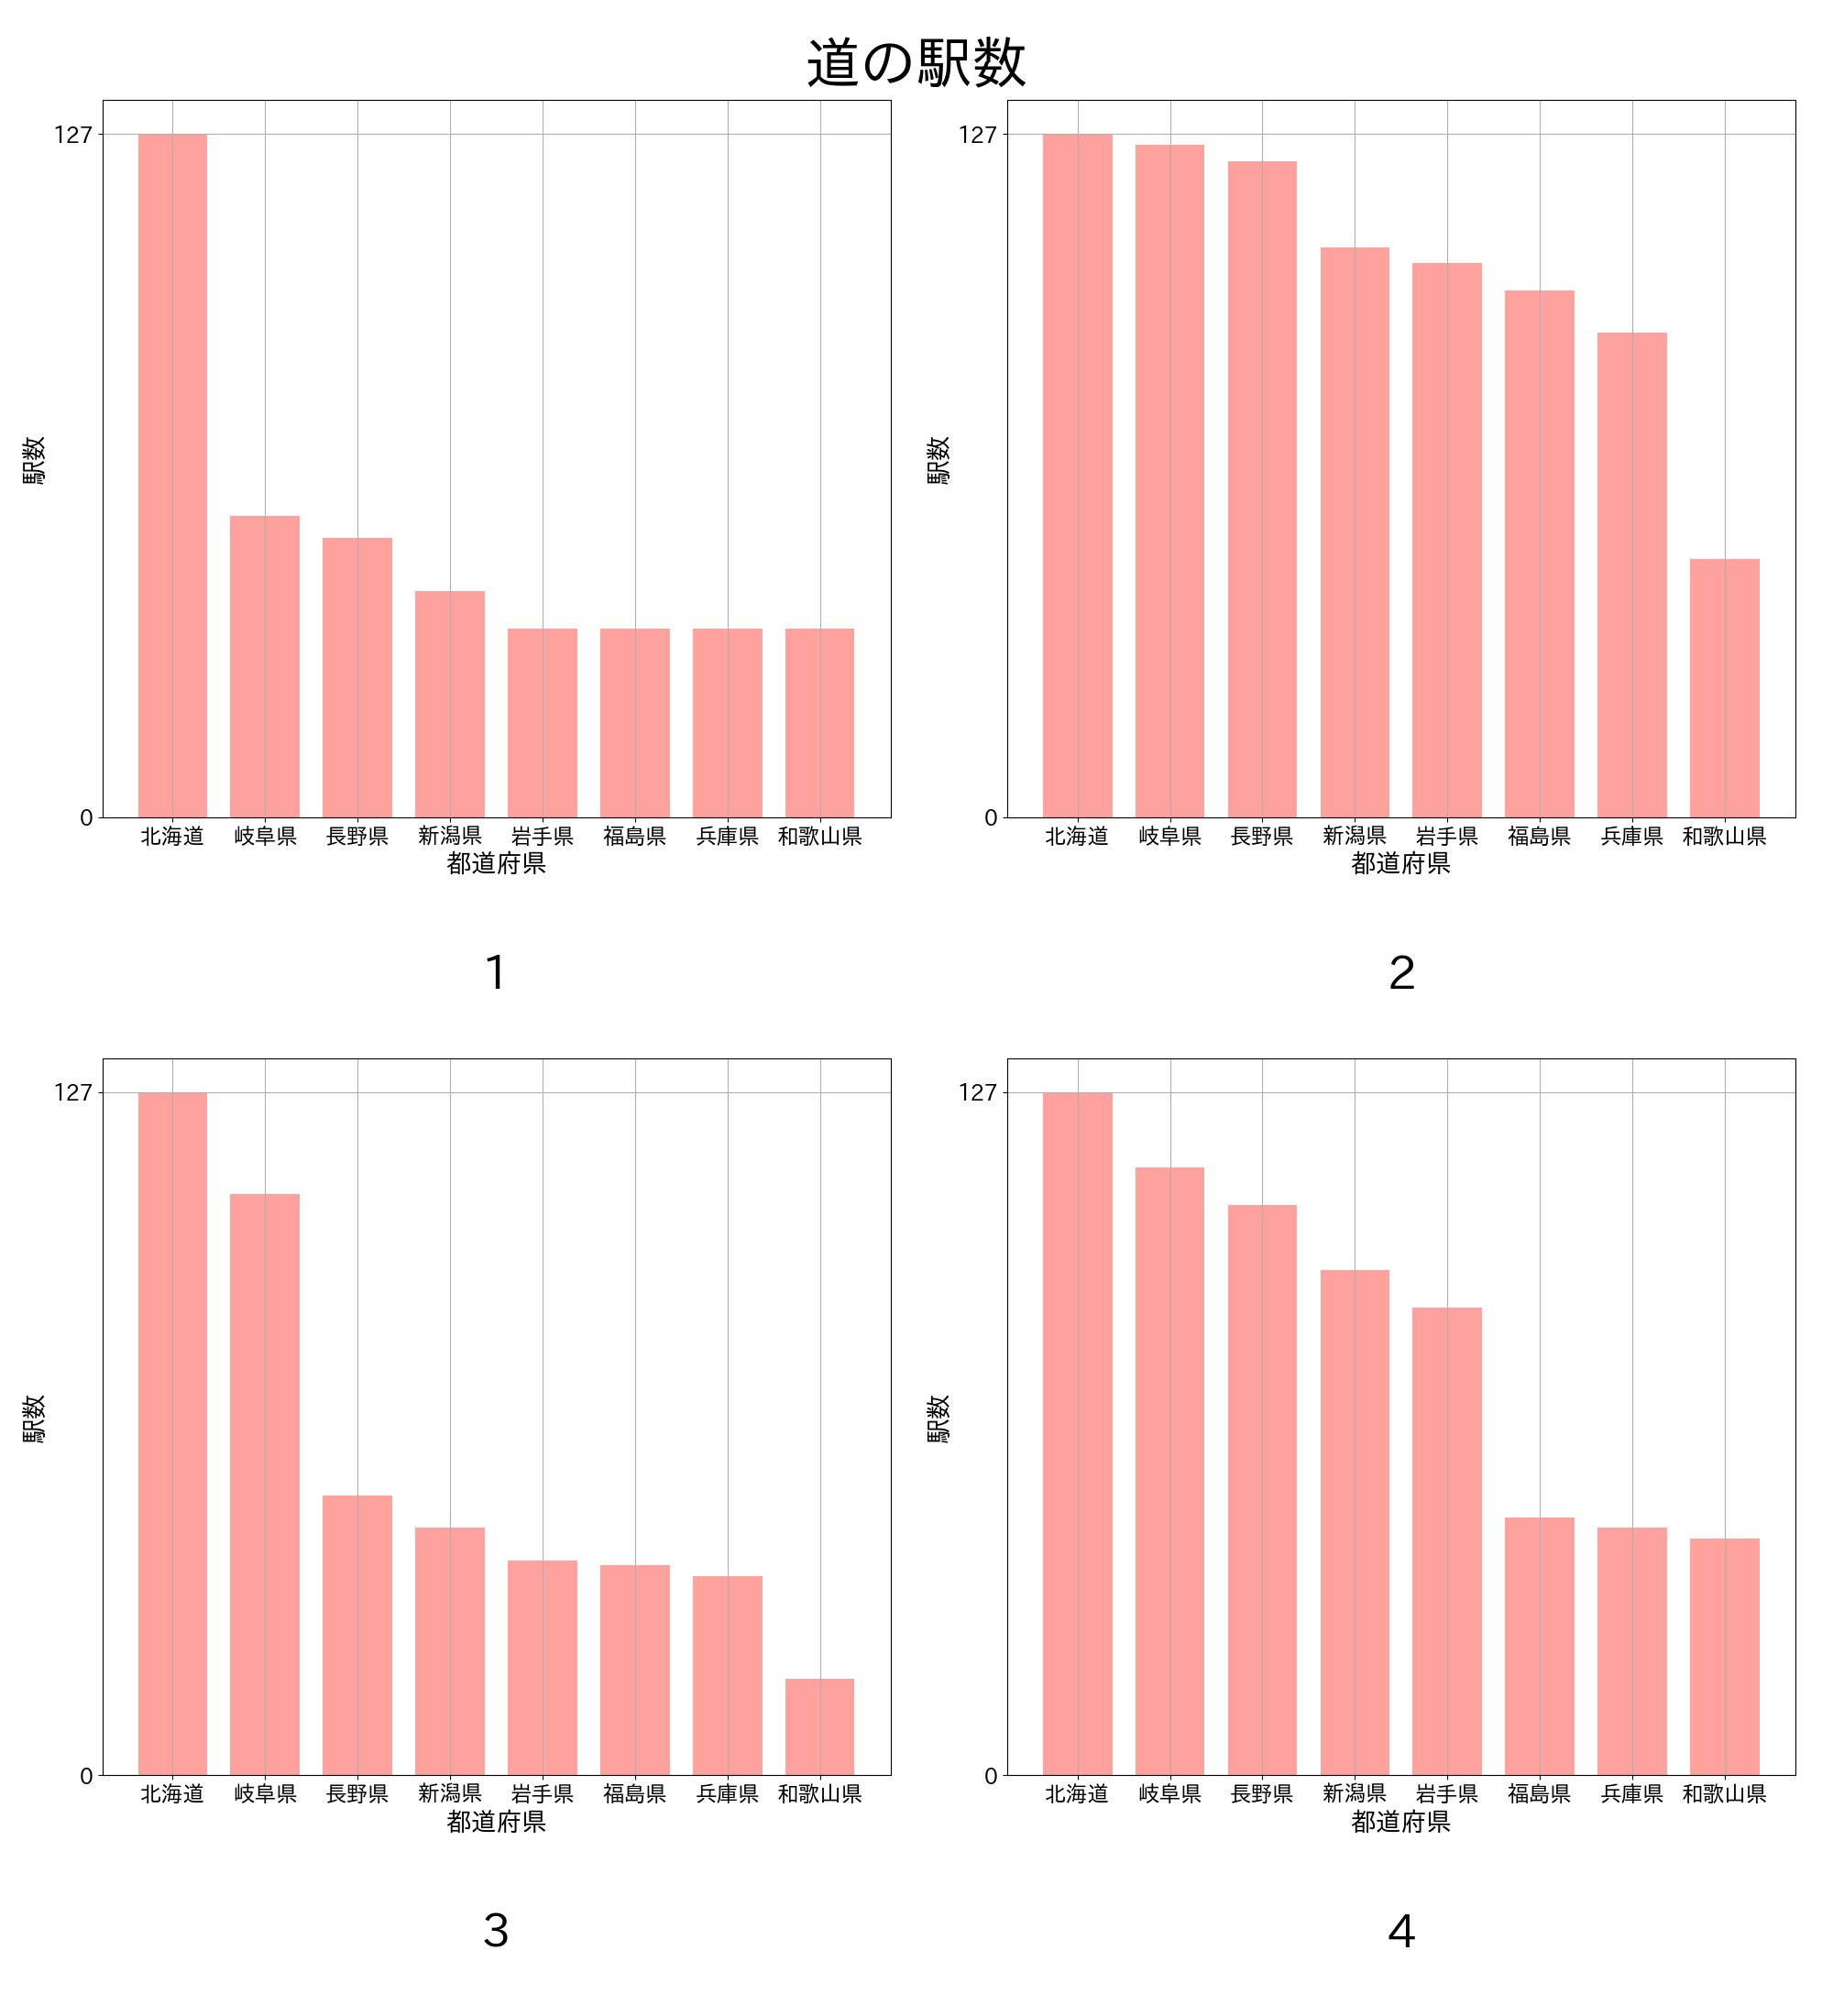 道の駅数
127
127
駅数
駅数
0
0
北海道 岐阜県 長野県 新潟県 岩手県 福島県 兵庫県 和歌山県
北海道 岐阜県 長野県 新潟県 岩手県 福島県 兵庫県 和歌山県
都道府県
都道府県
1
2
127
127
駅数
駅数
0
0
北海道 岐阜県 長野県 新潟県 岩手県 福島県 兵庫県 和歌山県
北海道 岐阜県 長野県 新潟県 岩手県 福島県 兵庫県 和歌山県
都道府県
都道府県
3
4